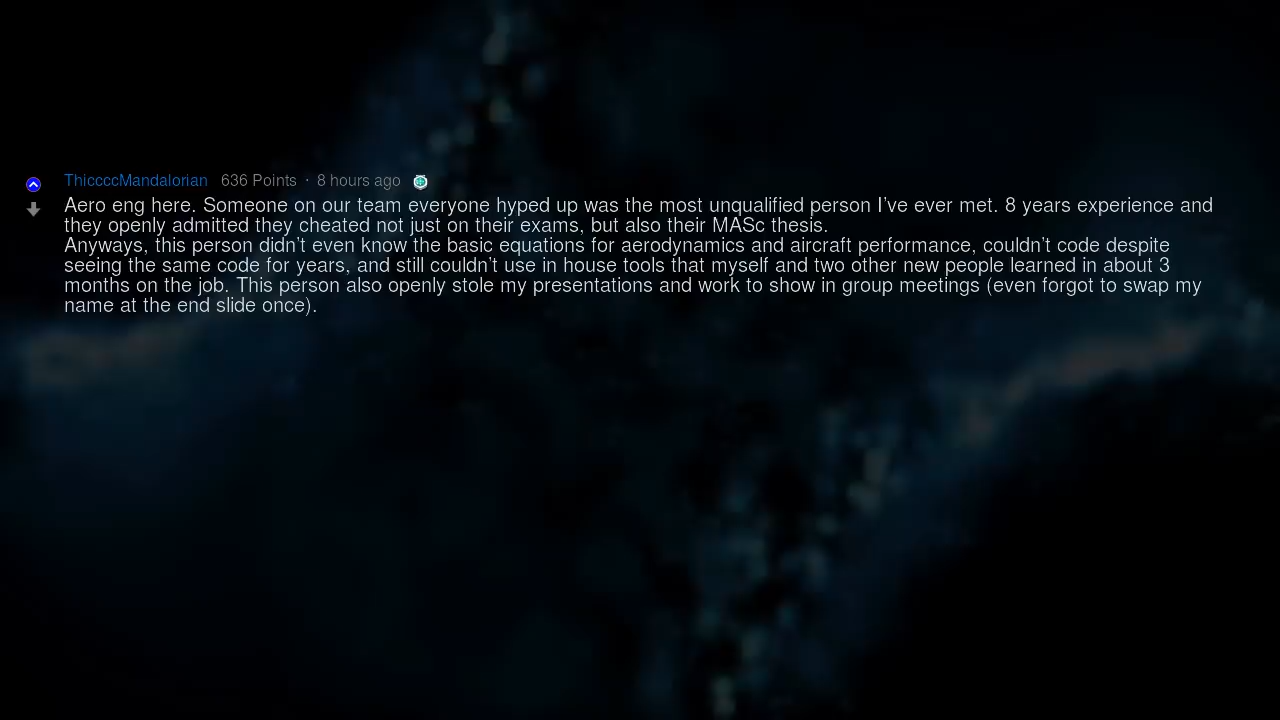 ThiccccMandalorian 636 Points · 8 hours ago
Aero eng here. Someone on our team everyone hyped up was the most unqualified person I've ever met. 8 years experience and
they openly admitted they cheated not just on their exams, but also their MASc thesis.
Anyways, this person didn't even know the basic equations for aerodynamics and aircraft performance, couldn't code despite
seeing the same code for years, and still couldn't use in house tools that myself and two other new people learned in about 3
months on the job. This person also openly stole my presentations and work to show in group meetings (even forgot to swap my
name at the end slide once).